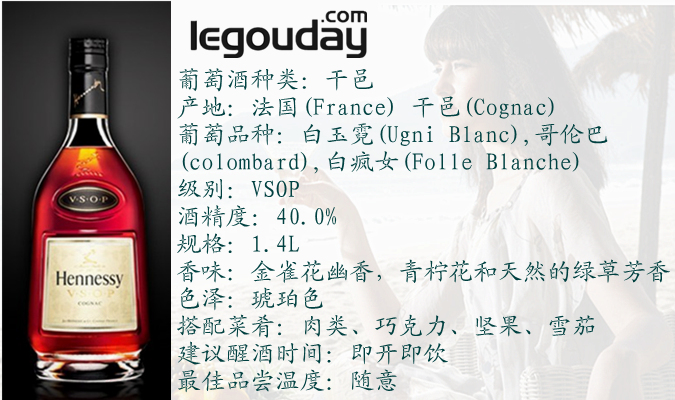 legouday.com
葡萄酒种类: 干邑
产地: 法国(France) 干邑(Cognac)
葡萄品种: 白玉霓(Ugni Blanc),哥伦巴
(colombard),白疯女(Folle Blanche)
级别: VSOP
酒精度: 40.0%
规格: 1.4L
香味: 金雀花幽香, 青柠花和天然的绿草芳香
色泽: 琥珀色
搭配菜肴: 肉类、巧克力、坚果、雪茄
建议醒酒时间: 即开即饮
最佳品尝温度: 随意
V·S·O·P
Hennessy
V·S·O·P
COGNAC